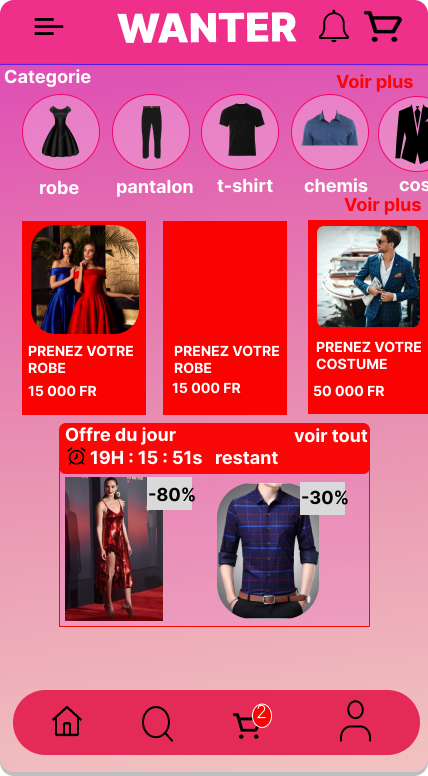 WANTER
Categorie
Voir plus
robe
pantalon
t-shirt
chemis
cos
Voir plus
PRENEZ VOTRE
ROBE
15 000 FR
PRENEZ VOTRE
ROBE
15 000 FR
PRENEZ VOTRE
COSTUME
50 000 FR
Offre du jour
voir tout
19H : 15 : 51s restant
-80%
-30%
2